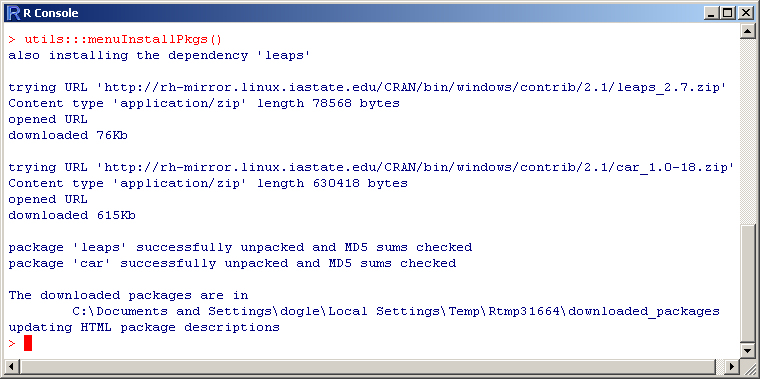 R Console
> utils:::menuInstallPkgs()
also installing the dependency 'leaps'
trying URL 'http://rh-mirror.linux.iastate.edu/CRAN/bin/windows/contrib/2.1/leaps_2.7.zip'
Content type 'application/zip' length 78568 bytes
opened URL
downloaded 76Kb
trying URL 'http://rh-mirror.linux.iastate.edu/CRAN/bin/windows/contrib/2.1/car_1.0-18.zip'
Content type 'application/zip' length 630418 bytes
opened URL
downloaded 615Kb
package 'leaps' successfully unpacked and MD5 sums checked
package 'car' successfully unpacked and MD5 sums checked
The downloaded packages are in
C:\Documents and Settings\dogle\Local Settings\Temp\Rtmp31664\downloaded_packages
updating HTML package descriptions
>